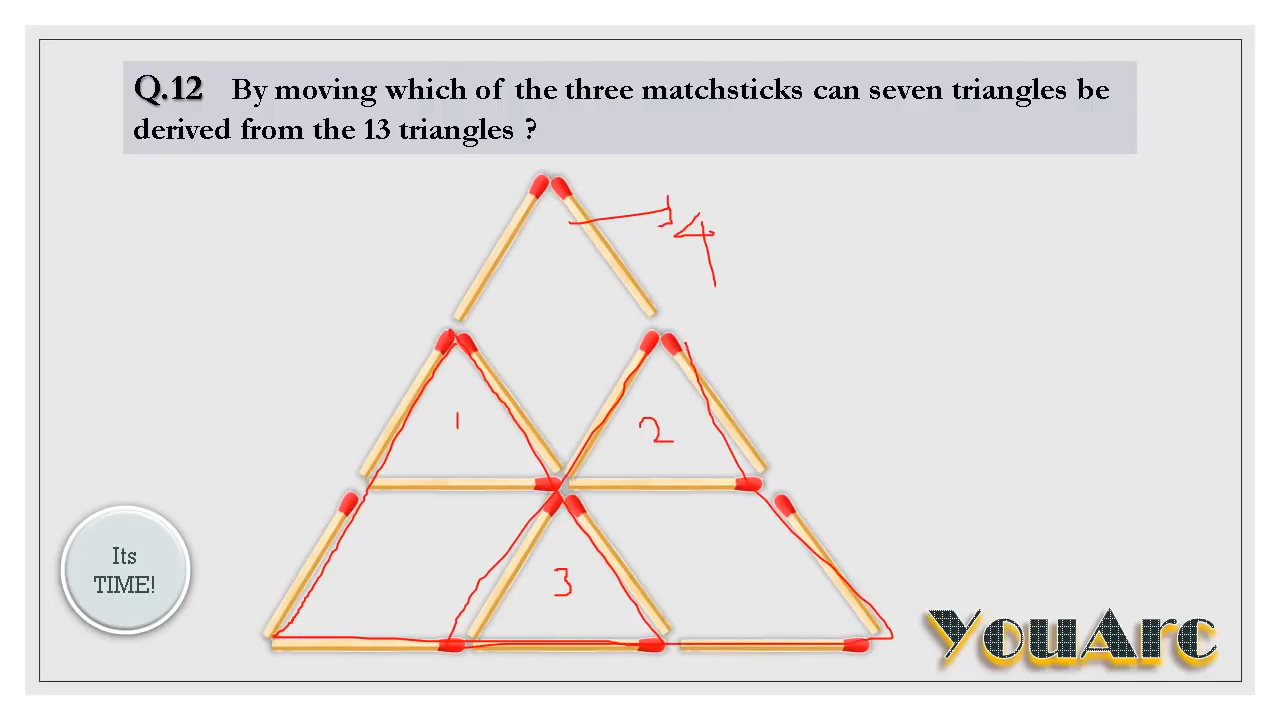 Q.12 By moving which of the three matchsticks can seven triangles be
derived from the 13 triangles ?
14
1
2
Its
TIME!
3
YouArc